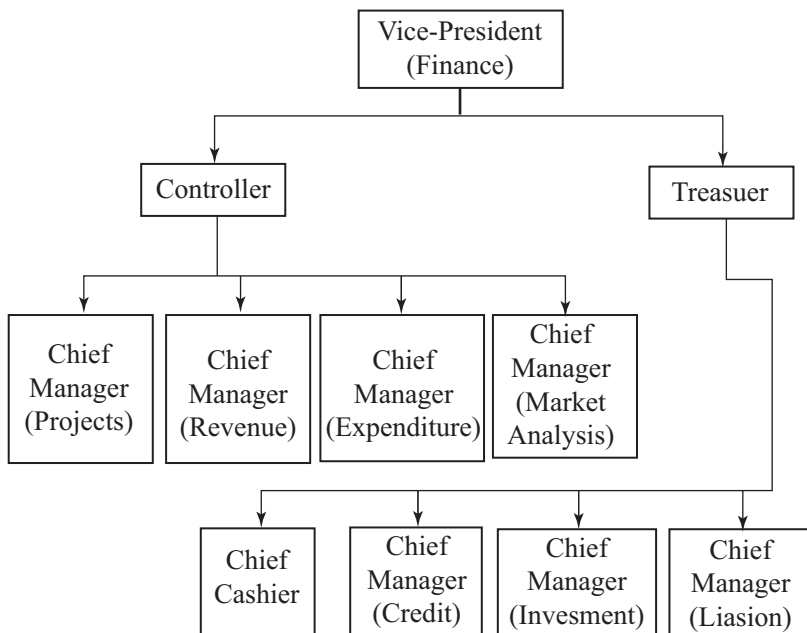 Vice-President
(Finance)
Controller
Treasuer
Chief
Manager
(Projects)
Chief
Manager
(Revenue)
Chief
Manager
(Expenditure)
Chief
Manager
(Market
Analysis)
Chief
Cashier
Chief
Manager
(Credit)
Chief
Manager
(Invesment)
Chief
Manager
(Liasion)